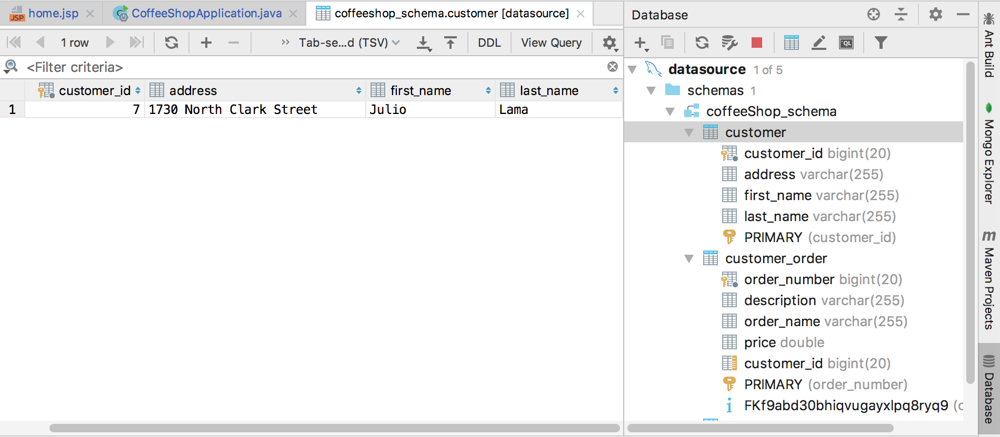 JSP home.jsp CoffeeShopApplication.java coffeeshop_schema.customer [datasource]
1 row Tab-se...d (TSV) DDL View Query
<Filter criteria>
customer_id address first_name last_name
1 7 1730 North Clark Street Julio Lama
Database
QL
datasource 1 of 5
schemas 1
coffeeShop_schema
customer
customer_id bigint(20)
address varchar(255)
first_name varchar(255)
last_name varchar(255)
PRIMARY (customer_id)
customer_order
order_number bigint(20)
description varchar(255)
order_name varchar(255)
price double
customer_id bigint(20)
PRIMARY (order_number)
FKf9abd30bhiqvugayxlpq8ryq9 (c
Ant Build
Mongo Explorer
m Maven Projects
Database